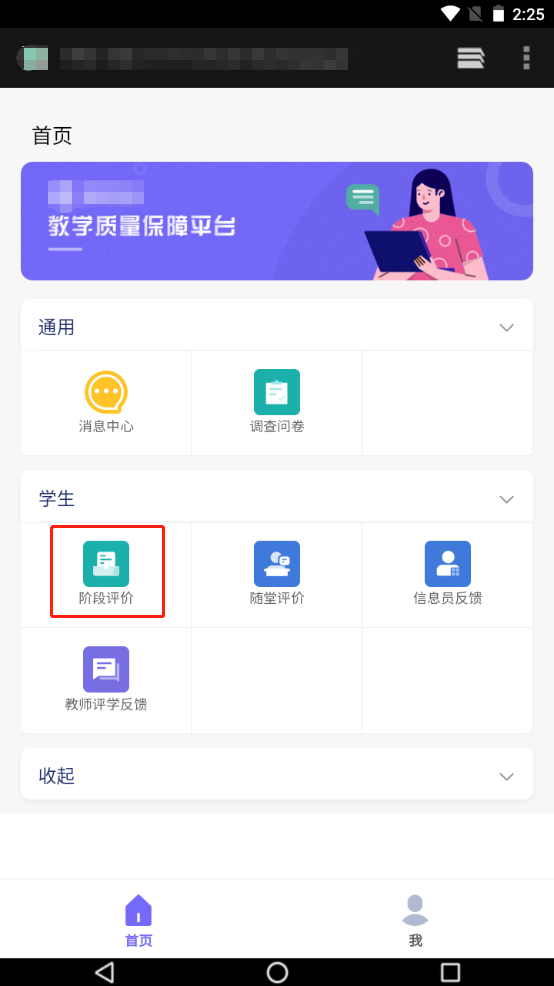 2:25
首页
教学质量保障平台
通用
消息中心
调查问卷
学生
阶段评价
随堂评价
信息员反馈
教师评学反馈
收起
首页
我